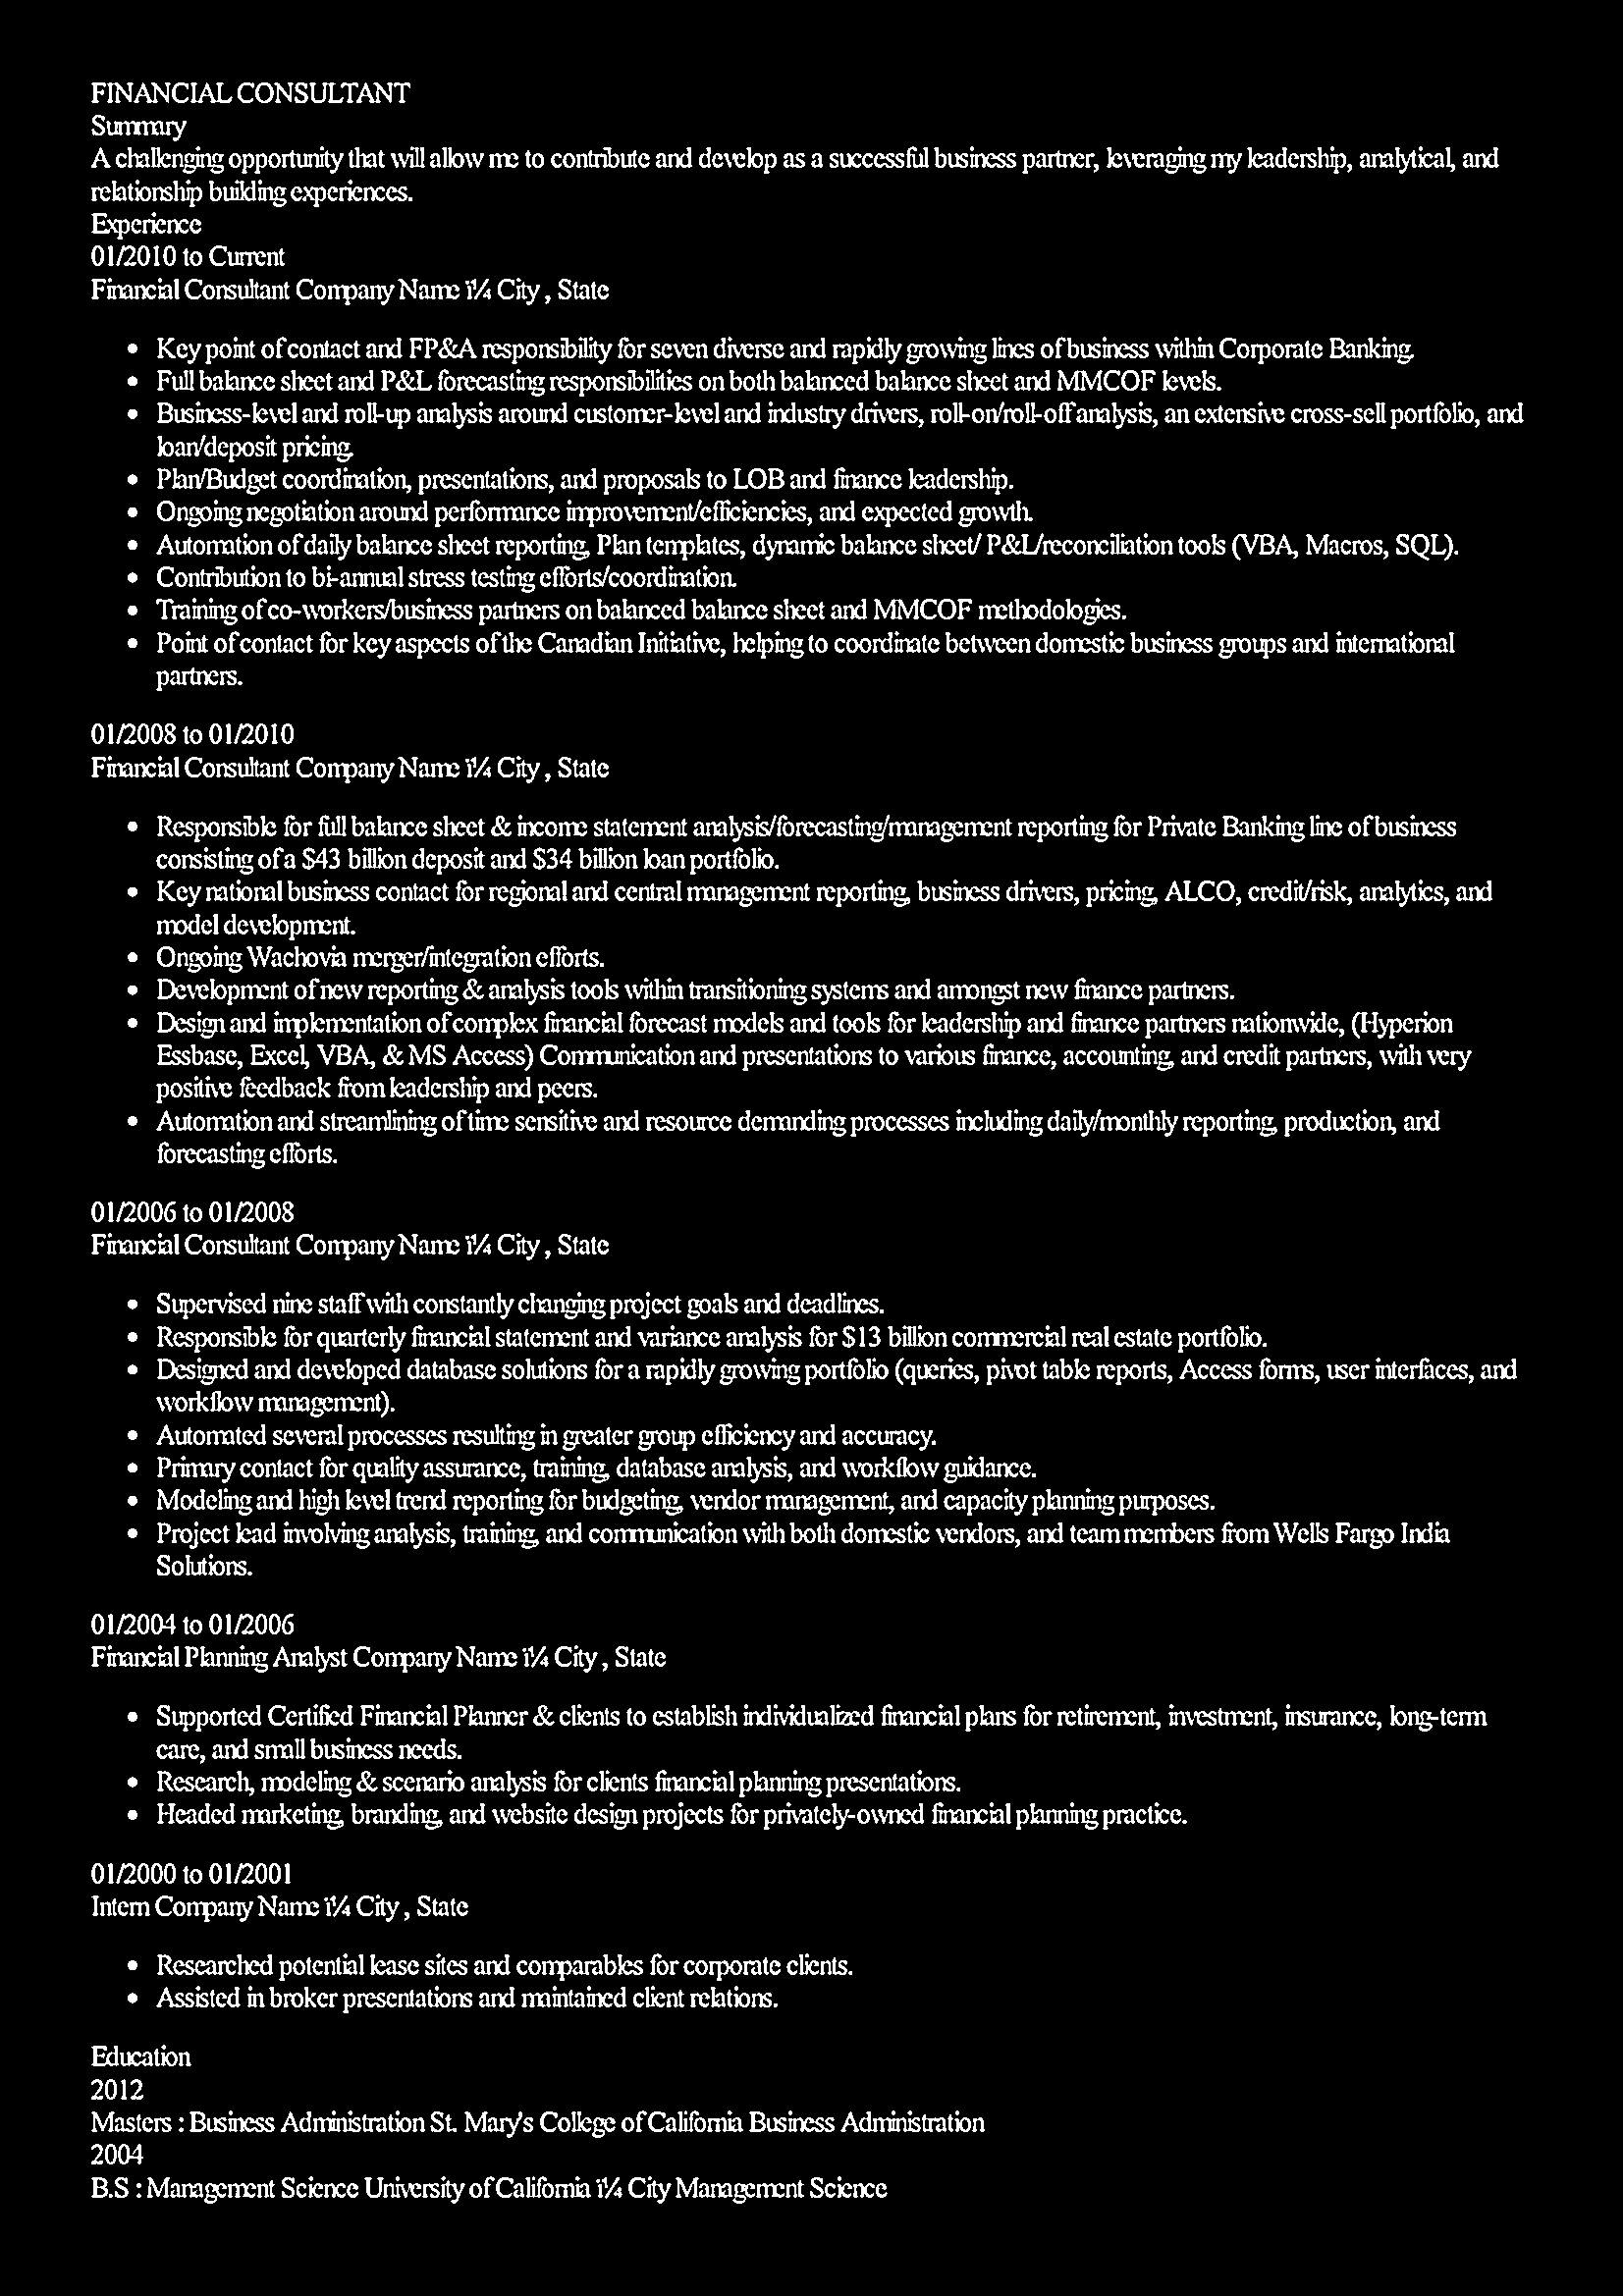 FINANCIAL CONSULTANT
Summary
A challenging opportunity that will allow me to contribute and develop as a successful business partner, leveraging my leadership, analytical, and
relationship building experiences.
Experience
01/2010 to Current
Financial Consultant Company Name ï¼ City , State
• Key point of contact and FP&A responsibility for seven diverse and rapidly growing lines of business within Corporate Banking.
• Full balance sheet and P&L forecasting responsibilities on both balanced balance sheet and MMCOF levels.
• Business-level and roll-up analysis around customer-level and industry drivers, roll-on/roll-off analysis, an extensive cross-sell portfolio, and
loan/deposit pricing.
• Plan/Budget coordination, presentations, and proposals to LOB and finance leadership.
• Ongoing negotiation around performance improvement/efficiencies, and expected growth.
• Automation of daily balance sheet reporting, Plan templates, dynamic balance sheet/ P&L/reconciliation tools (VBA, Macros, SQL).
• Contribution to bi-annual stress testing efforts/coordination.
• Training of co-workers/business partners on balanced balance sheet and MMCOF methodologies.
• Point of contact for key aspects of the Canadian Initiative, helping to coordinate between domestic business groups and international
partners.
01/2008 to 01/2010
Financial Consultant Company Name ï¼ City , State
• Responsible for full balance sheet & income statement analysis/forecasting/management reporting for Private Banking line of business
consisting of a $43 billion deposit and $34 billion loan portfolio.
• Key national business contact for regional and central management reporting, business drivers, pricing, ALCO, credit/risk, analytics, and
model development.
• Ongoing Wachovia merger/integration efforts.
• Development of new reporting & analysis tools within transitioning systems and amongst new finance partners.
• Design and implementation of complex financial forecast models and tools for leadership and finance partners nationwide, (Hyperion
Essbase, Excel, VBA, & MS Access) Communication and presentations to various finance, accounting, and credit partners, with very
positive feedback from leadership and peers.
• Automation and streamlining of time sensitive and resource demanding processes including daily/monthly reporting, production, and
forecasting efforts.
01/2006 to 01/2008
Financial Consultant Company Name ï¼ City , State
• Supervised nine staff with constantly changing project goals and deadlines.
• Responsible for quarterly financial statement and variance analysis for $13 billion commercial real estate portfolio.
• Designed and developed database solutions for a rapidly growing portfolio (queries, pivot table reports, Access forms, user interfaces, and
workflow management).
• Automated several processes resulting in greater group efficiency and accuracy.
• Primary contact for quality assurance, training, database analysis, and workflow guidance.
• Modeling and high level trend reporting for budgeting, vendor management, and capacity planning purposes.
• Project lead involving analysis, training, and communication with both domestic vendors, and team members from Wells Fargo India
Solutions.
01/2004 to 01/2006
Financial Planning Analyst Company Name ï¼ City , State
• Supported Certified Financial Planner & clients to establish individualized financial plans for retirement, investment, insurance, long-term
care, and small business needs.
• Research, modeling & scenario analysis for clients financial planning presentations.
• Headed marketing, branding, and website design projects for privately-owned financial planning practice.
01/2000 to 01/2001
Intern Company Name ï¼ City , State
• Researched potential lease sites and comparables for corporate clients.
• Assisted in broker presentations and maintained client relations.
Education
2012
Masters : Business Administration St. Mary's College of California Business Administration
2004
B.S : Management Science University of California ï¼ City Management Science